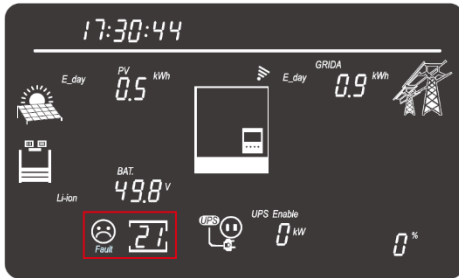 17:30:44
E_day PV 0.5 kWh E_day GRIDA 0.9 kWh
Li-ion BAT. 49.8 V
Fault 21 UPS UPS Enable 0 kW 0 %